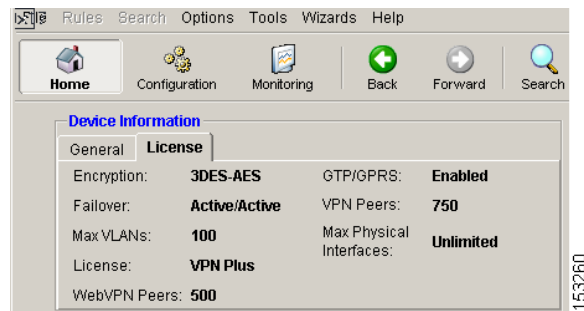 File Rules Search Options Tools Wizards Help
Home Configuration Monitoring Back Forward Search
Device Information
General License
Encryption: 3DES-AES GTP/GPRS: Enabled
Failover: Active/Active VPN Peers: 750
Max VLANs: 100 Max Physical Interfaces: Unlimited
License: VPN Plus
WebVPN Peers: 500
153260